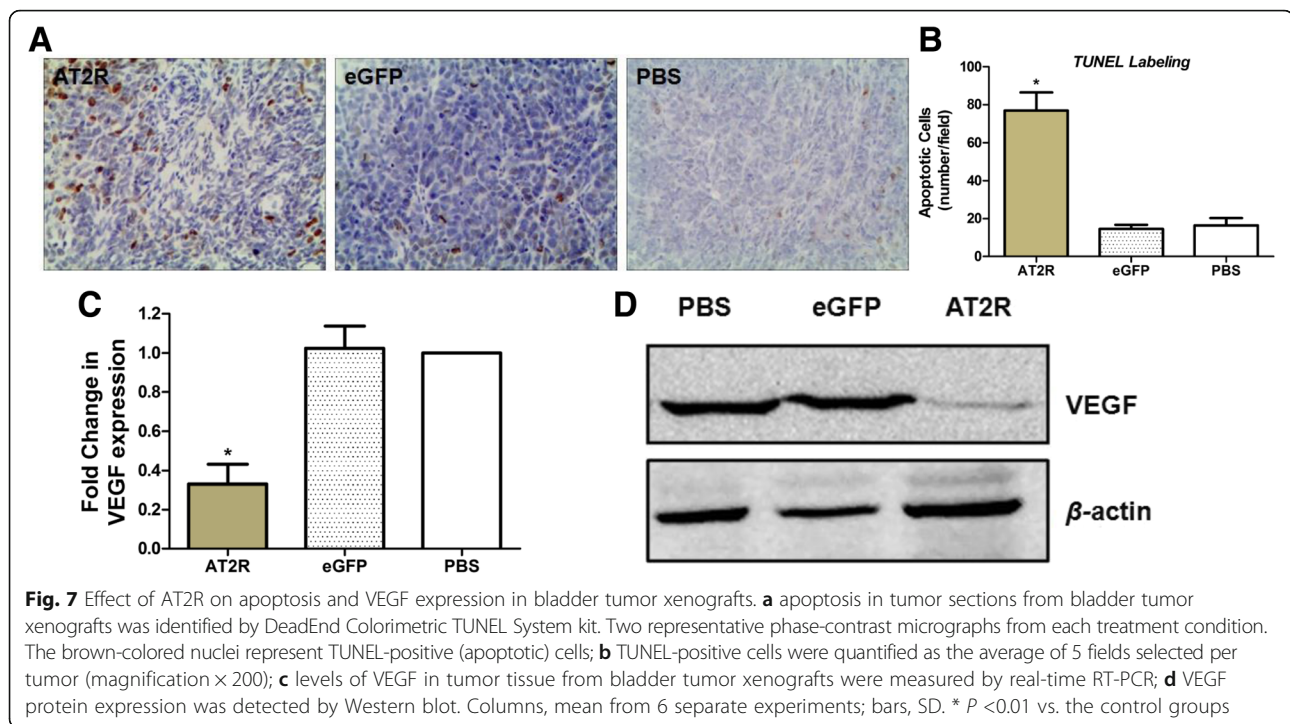 A
AT2R
eGFP
PBS
B
TUNEL Labeling
Apoptotic Cells
(number/field)
100
80
60
40
20
0
*
AT2R
eGFP
PBS
C
Fold Change in
VEGF expression
1.2
1.0
0.8
0.6
0.4
0.2
0.0
*
AT2R
eGFP
PBS
D
PBS
eGFP
AT2R
VEGF
β-actin
Fig. 7 Effect of AT2R on apoptosis and VEGF expression in bladder tumor xenografts. a apoptosis in tumor sections from bladder tumor
xenografts was identified by DeadEnd Colorimetric TUNEL System kit. Two representative phase-contrast micrographs from each treatment condition.
The brown-colored nuclei represent TUNEL-positive (apoptotic) cells; b TUNEL-positive cells were quantified as the average of 5 fields selected per
tumor (magnification × 200); c levels of VEGF in tumor tissue from bladder tumor xenografts were measured by real-time RT-PCR; d VEGF
protein expression was detected by Western blot. Columns, mean from 6 separate experiments; bars, SD. * P <0.01 vs. the control groups